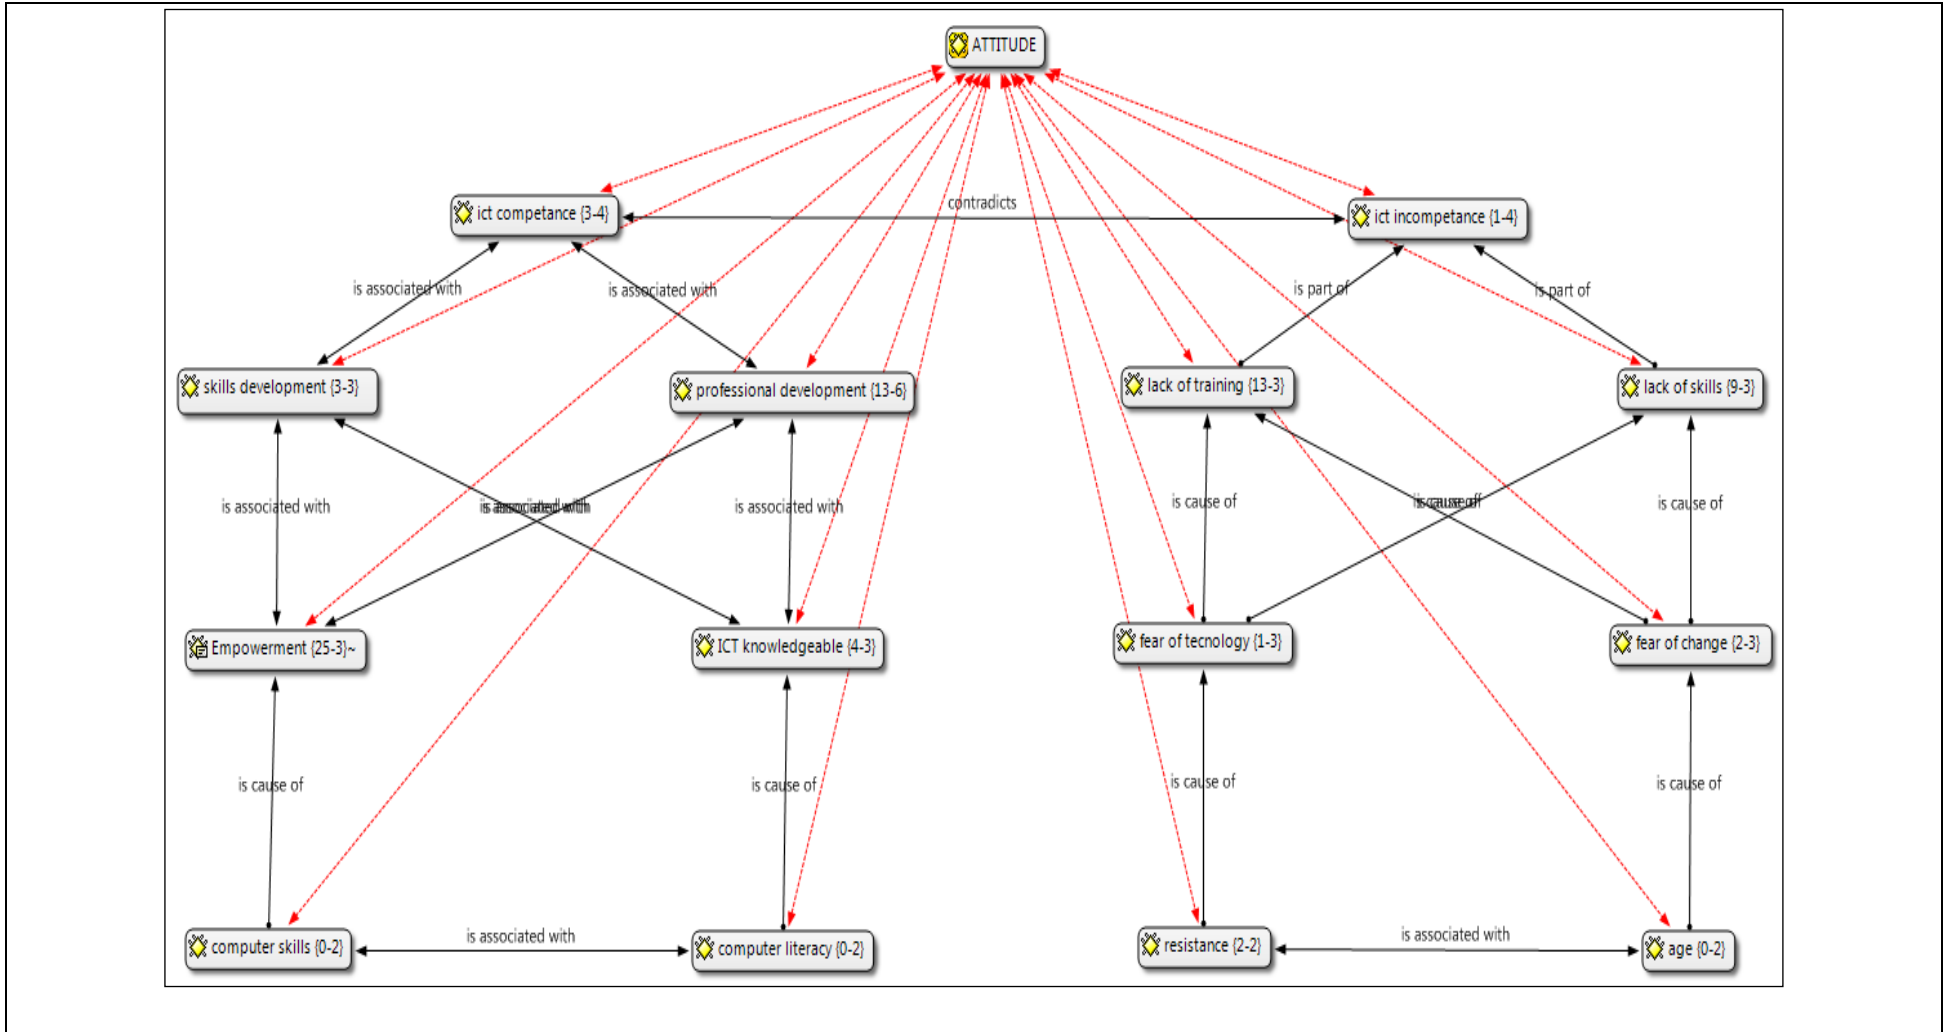 ATTITUDE
ict competance {3-4}
contradicts
ict incompetance {1-4}
is associated with
is associated with
is part of
is part of
skills development {3-3}
professional development {13-6}
lack of training {13-3}
lack of skills {9-3}
is associated with
is associated with
is associated with
is cause of
is cause of
is cause of
Empowerment {25-3}~
ICT knowledgeable {4-3}
fear of tecnology {1-3}
fear of change {2-3}
is cause of
is cause of
is cause of
is cause of
computer skills {0-2}
is associated with
computer literacy {0-2}
resistance {2-2}
is associated with
age {0-2}